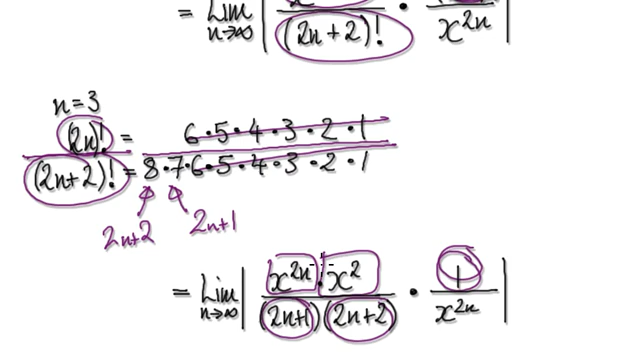 = Lim n→∞ | / (2n+2)! · / x^{2n} |
n=3
(2n)! = 6·5·4·3·2·1
(2n+2)! = 8·7·6·5·4·3·2·1
2n+2 2n+1
= Lim n→∞ | x^{2n} · x^2 / (2n+1)(2n+2) · 1 / x^{2n} |